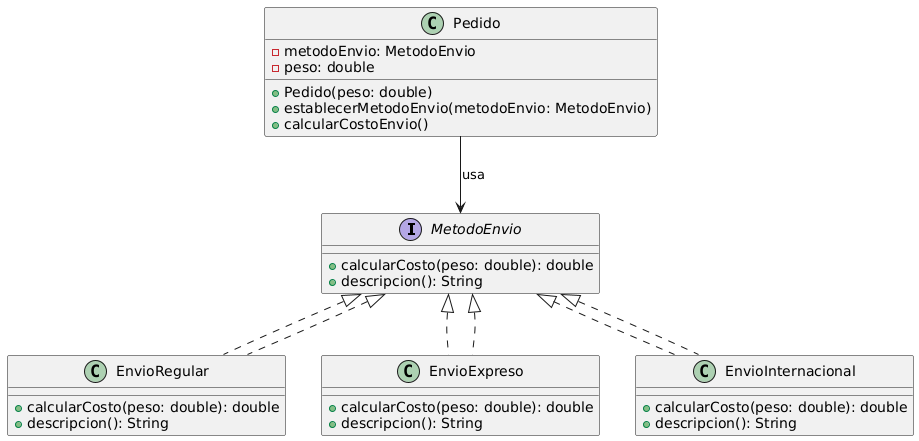 C Pedido
metodoEnvio: MetodoEnvio
peso: double
Pedido(peso: double)
establecerMetodoEnvio(metodoEnvio: MetodoEnvio)
calcularCostoEnvio()
usa
I MetodoEnvio
calcularCosto(peso: double): double
descripcion(): String
C EnvioRegular
calcularCosto(peso: double): double
descripcion(): String
C EnvioExpreso
calcularCosto(peso: double): double
descripcion(): String
C EnvioInternacional
calcularCosto(peso: double): double
descripcion(): String